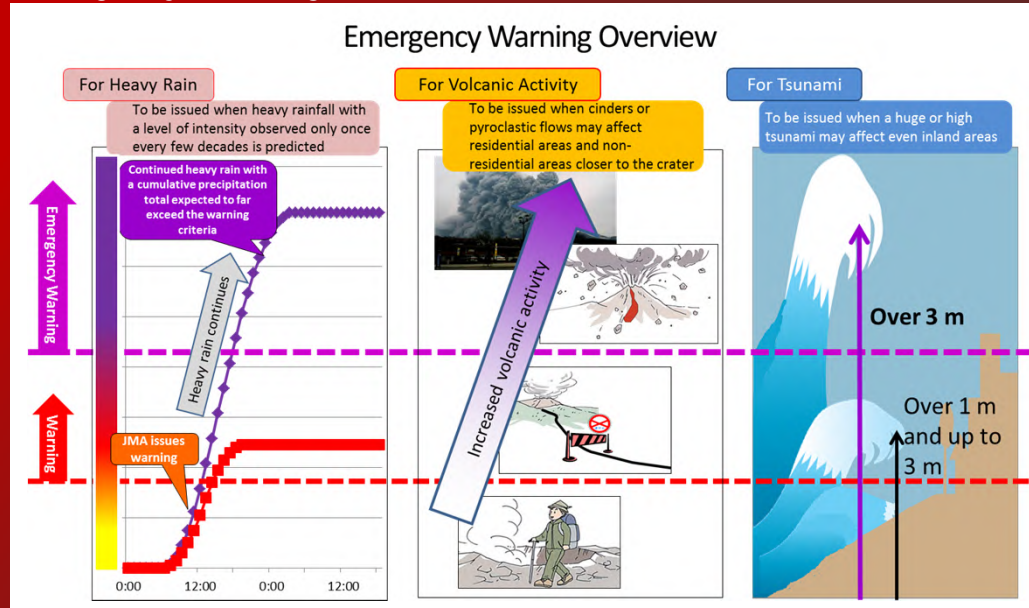 Emergency Warning Overview
For Heavy Rain
To be issued when heavy rainfall with
a level of intensity observed only once
every few decades is predicted
Continued heavy rain with
a cumulative precipitation
total expected to far
exceed the warning
criteria
Emergency Warning
Heavy rain continues
Warning
JMA issues
warning
0:00
12:00
0:00
12:00
For Volcanic Activity
To be issued when cinders or
pyroclastic flows may affect
residential areas and non-
residential areas closer to the crater
Increased volcanic activity
For Tsunami
To be issued when a huge or high
tsunami may affect even inland areas
Over 3 m
Over 1 m
and up to
3 m